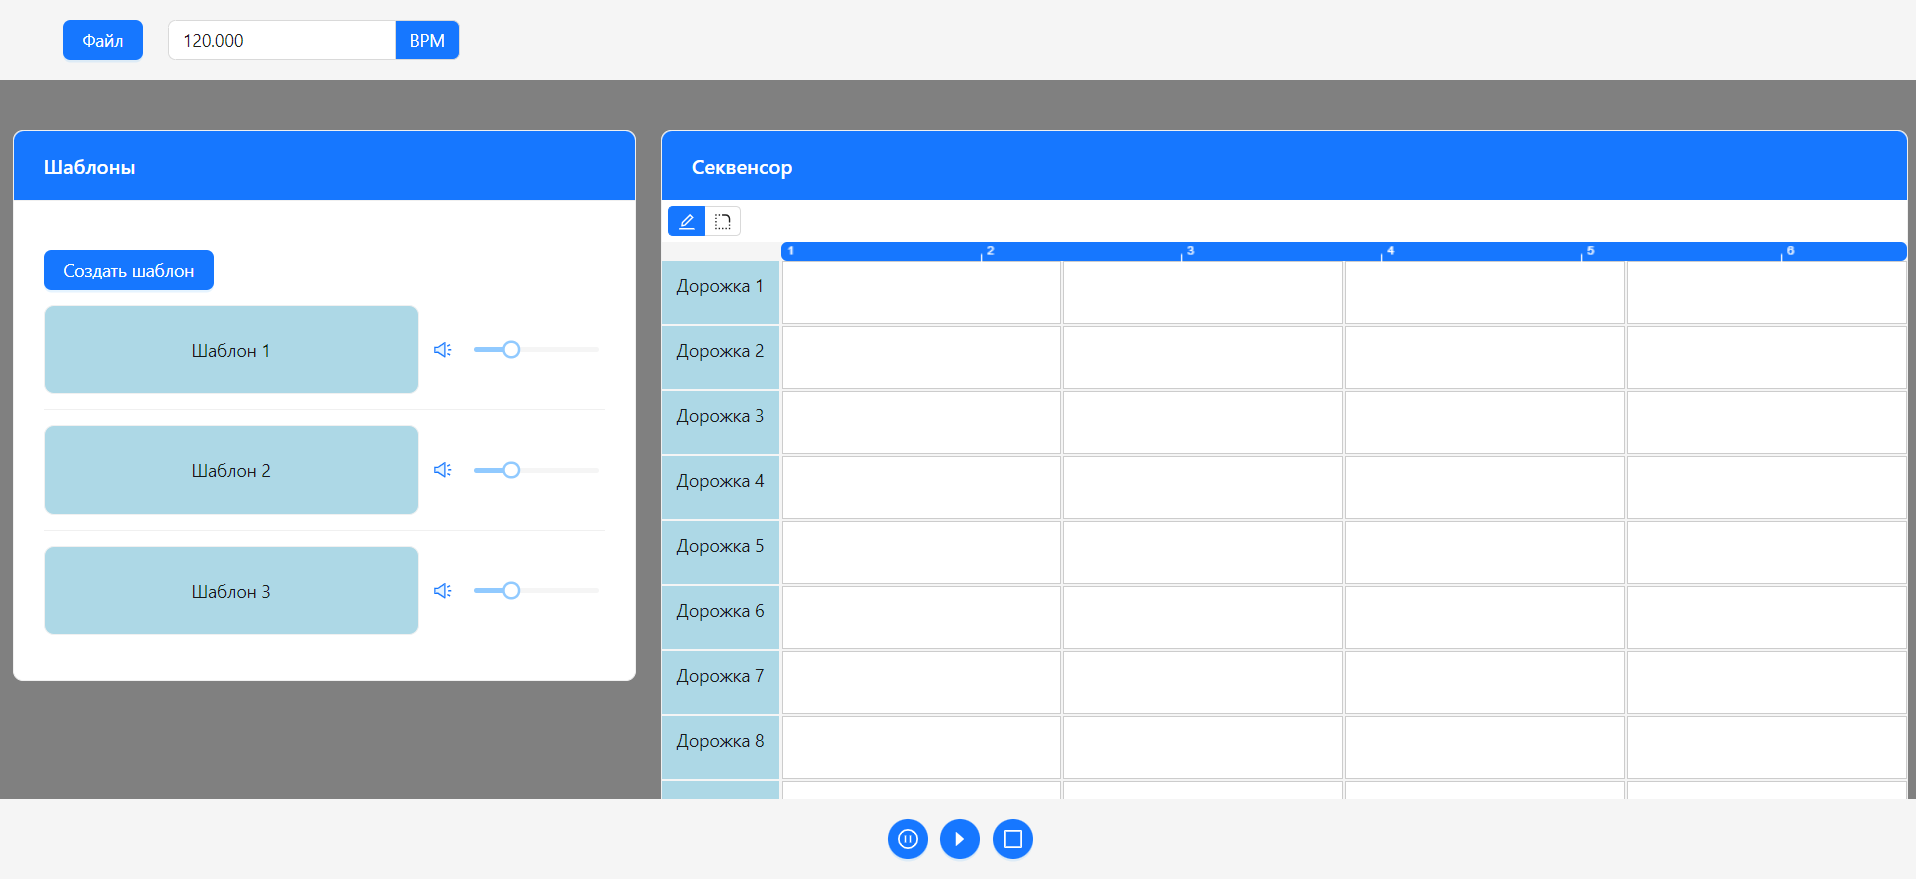 Файл
120.000 BPM
Шаблоны
Создать шаблон
Шаблон 1
Шаблон 2
Шаблон 3
Секвенсор
1 2 3 4 5 6
Дорожка 1
Дорожка 2
Дорожка 3
Дорожка 4
Дорожка 5
Дорожка 6
Дорожка 7
Дорожка 8